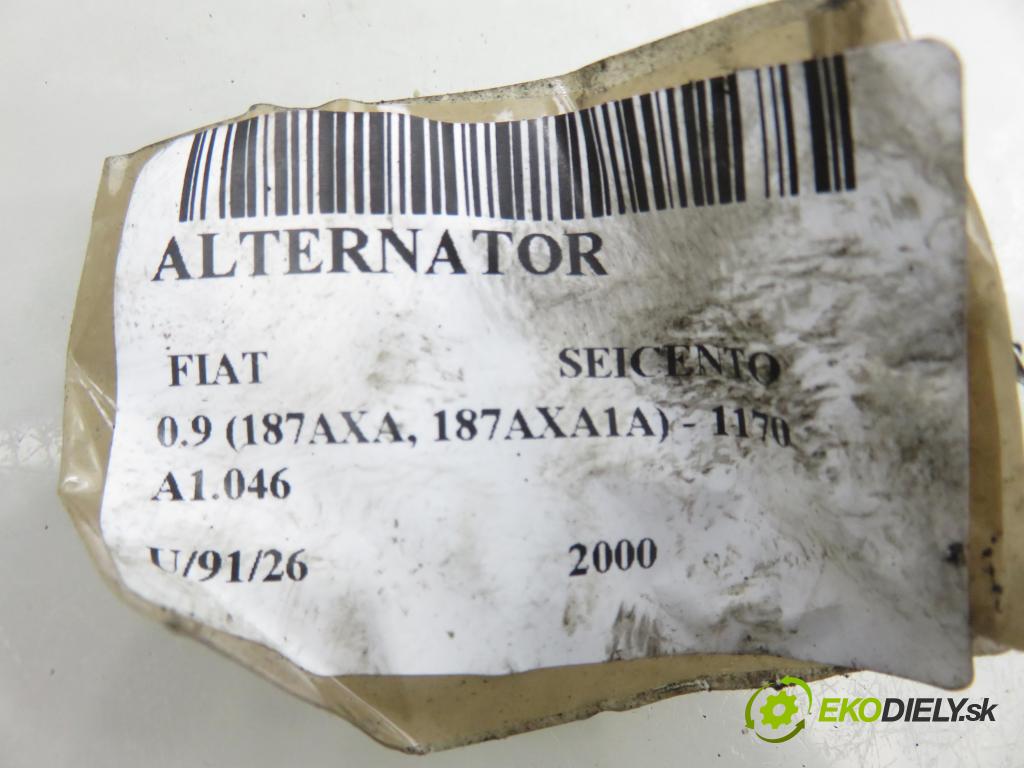 ALTERNATOR
FIAT SEICENTO
0.9 (187AXA, 187AXA1A) - 1170
A1.046
U/91/26 2000
EKODIELY.sk